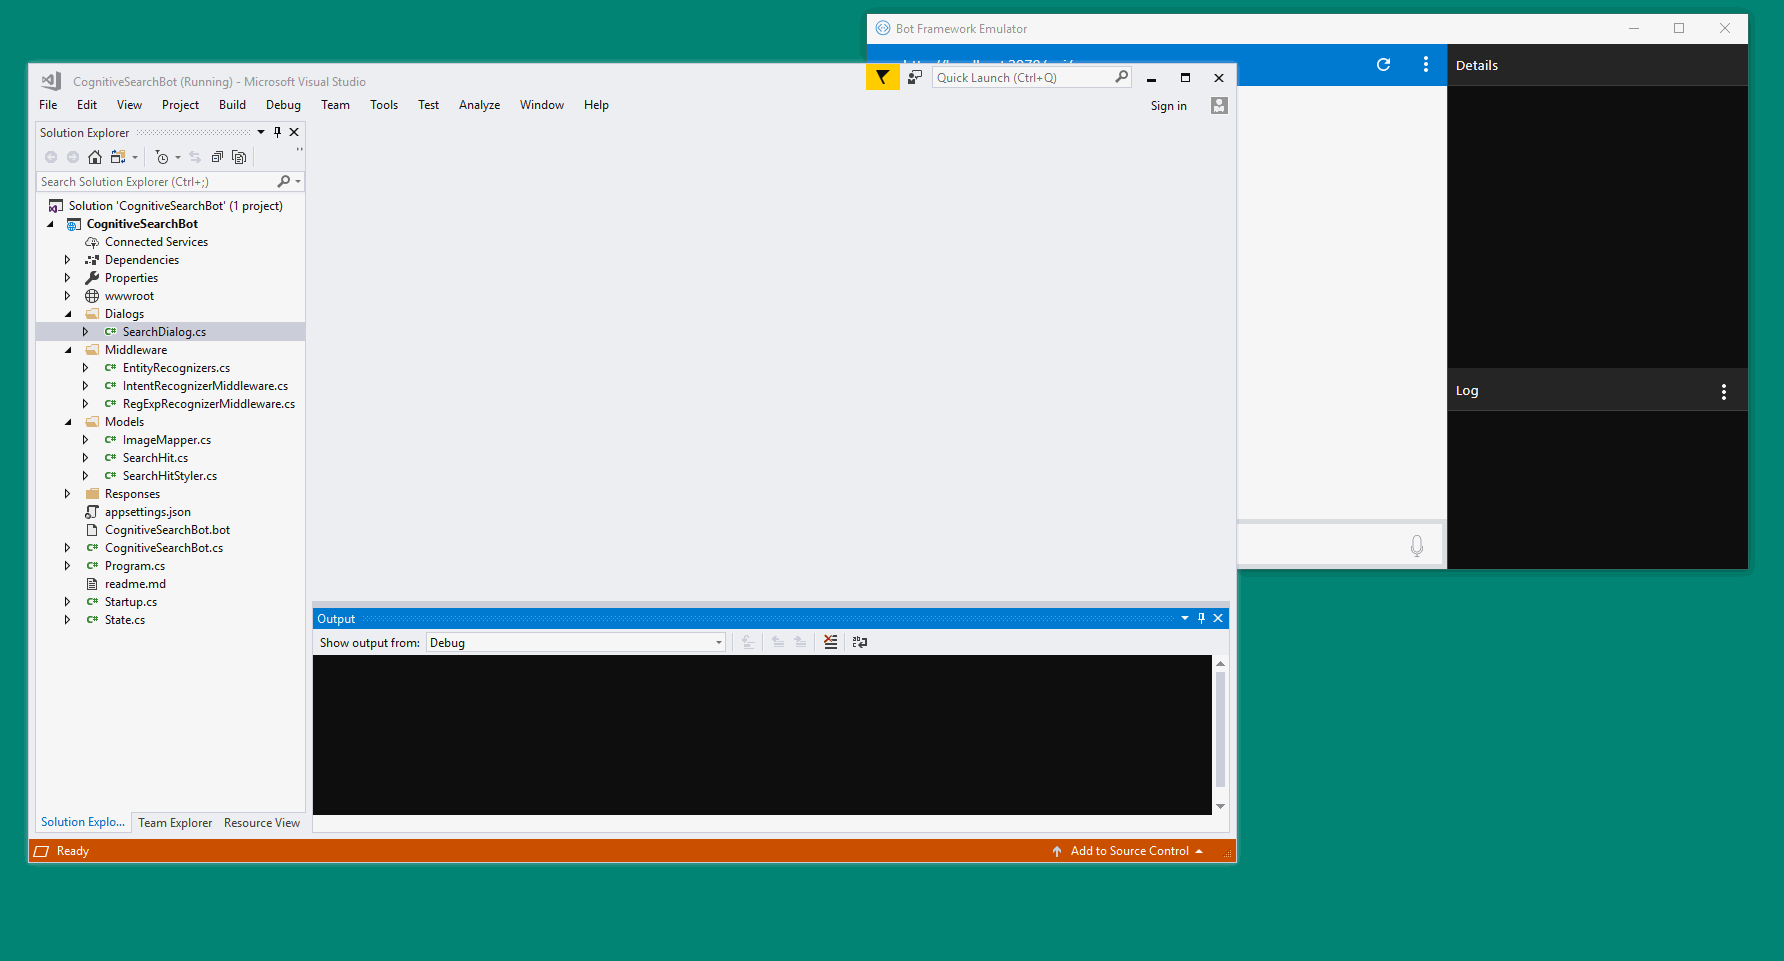 Bot Framework Emulator
Details
CognitiveSearchBot (Running) - Microsoft Visual Studio
Quick Launch (Ctrl+Q)
File Edit View Project Build Debug Team Tools Test Analyze Window Help
Sign in
Solution Explorer
Search Solution Explorer (Ctrl+;)
Solution 'CognitiveSearchBot' (1 project)
CognitiveSearchBot
Connected Services
Dependencies
Properties
wwwroot
Dialogs
C# SearchDialog.cs
Middleware
C# EntityRecognizers.cs
C# IntentRecognizerMiddleware.cs
C# RegExpRecognizerMiddleware.cs
Models
C# ImageMapper.cs
C# SearchHit.cs
C# SearchHitStyler.cs
Responses
appsettings.json
CognitiveSearchBot.bot
C# CognitiveSearchBot.cs
C# Program.cs
readme.md
C# Startup.cs
C# State.cs
Solution Explo... Team Explorer Resource View
Log
Output
Show output from: Debug
Ready
Add to Source Control